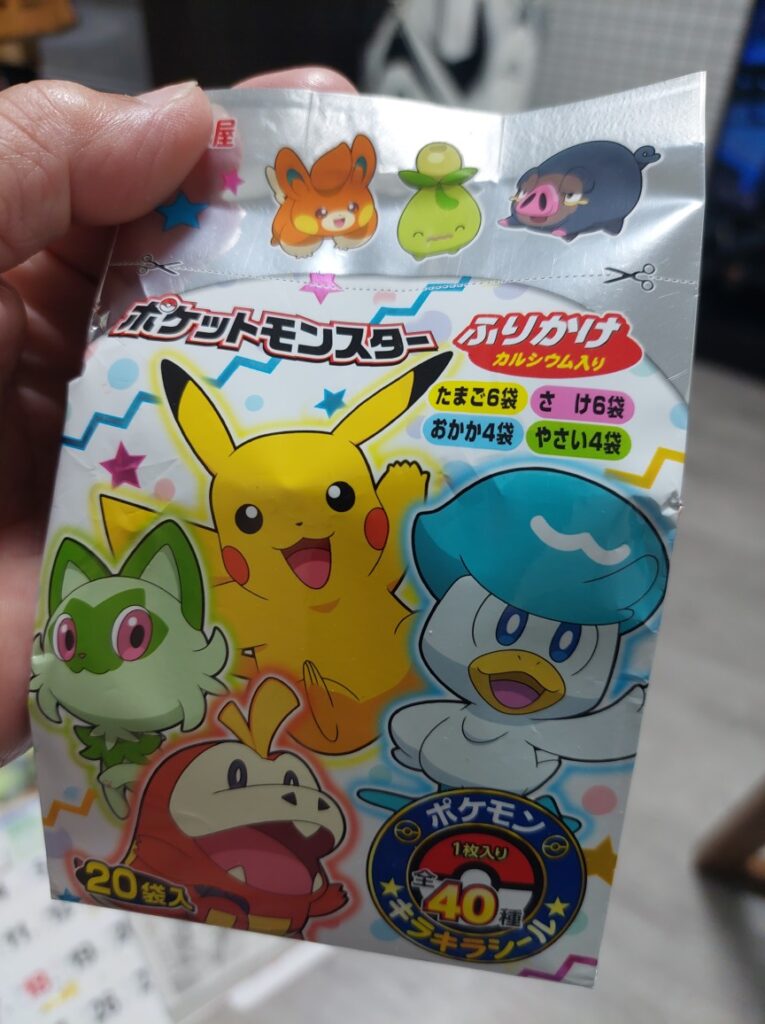 屋
ポケットモンスター
ふりかけ
カルシウム入り
たまご6袋
さけ6袋
おかか4袋
やさい4袋
20袋入
ポケモン
1枚入り
全40種
キラキラシール